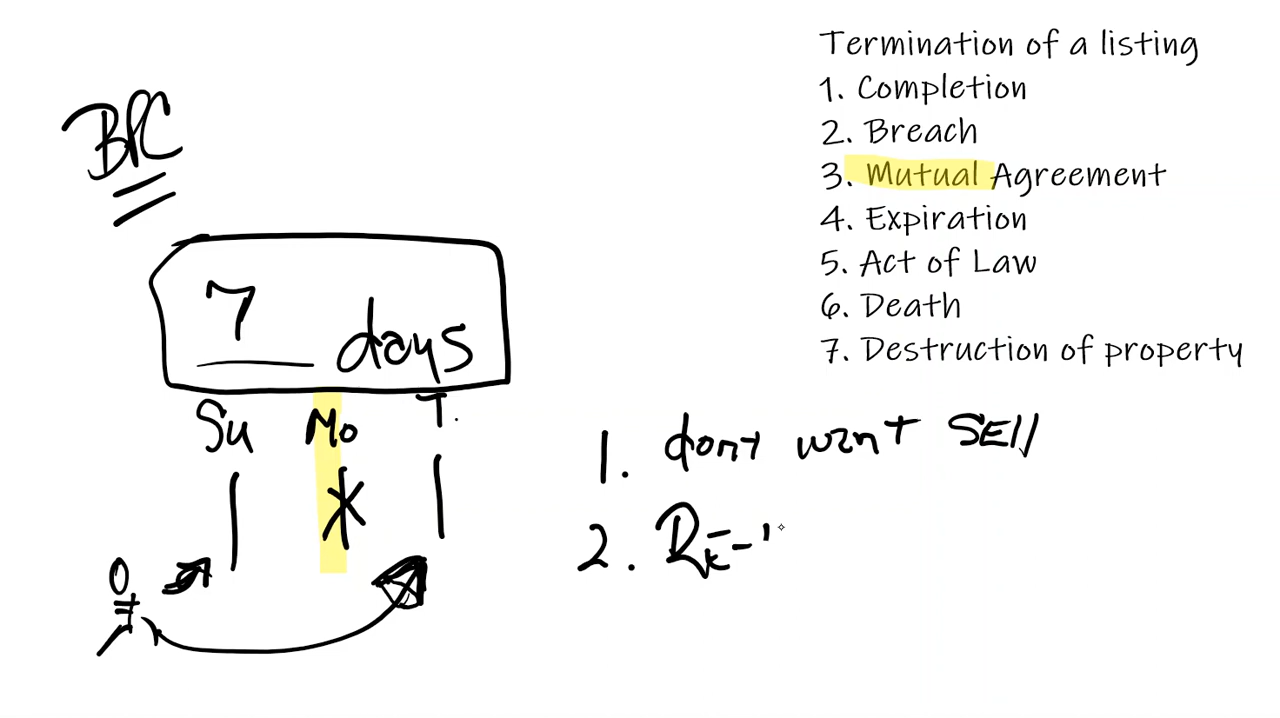 BPC
7 days
Su Mo T.
Termination of a listing
1. Completion
2. Breach
3. Mutual Agreement
4. Expiration
5. Act of Law
6. Death
7. Destruction of property
1. dont want SEll
2. RE-